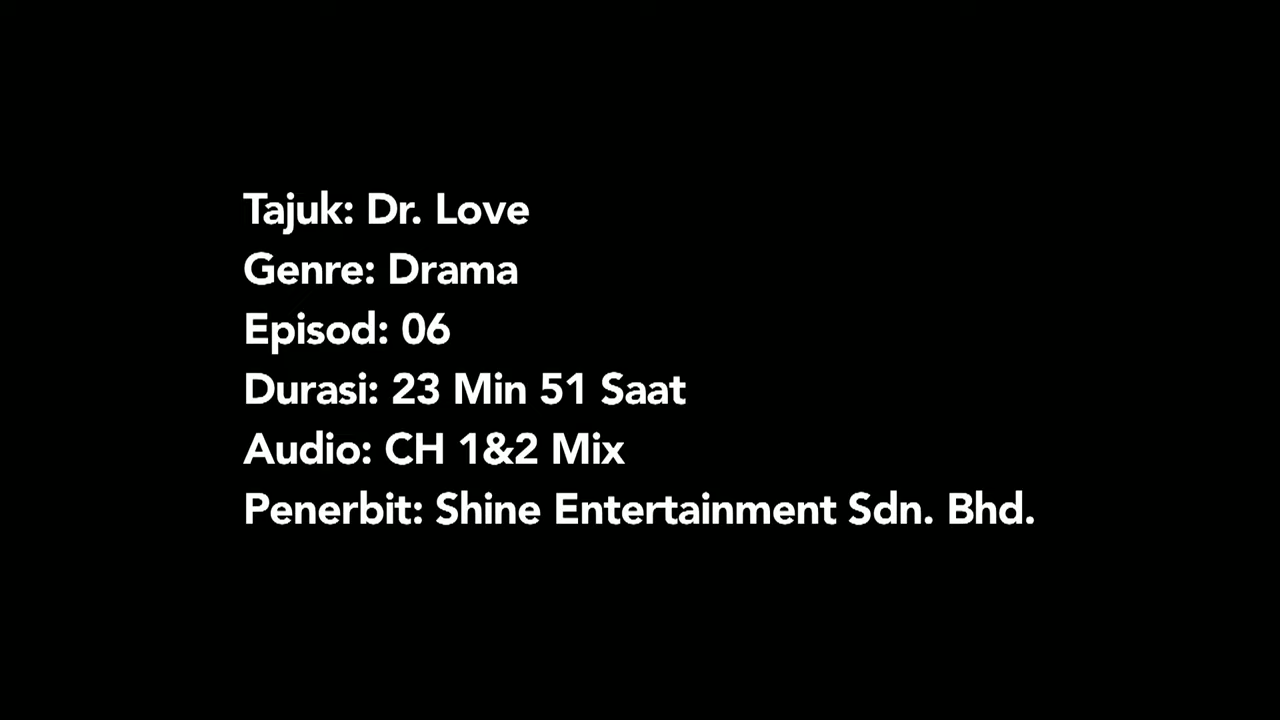 Tajuk: Dr. Love
Genre: Drama
Episod: 06
Durasi: 23 Min 51 Saat
Audio: CH 1&2 Mix
Penerbit: Shine Entertainment Sdn. Bhd.